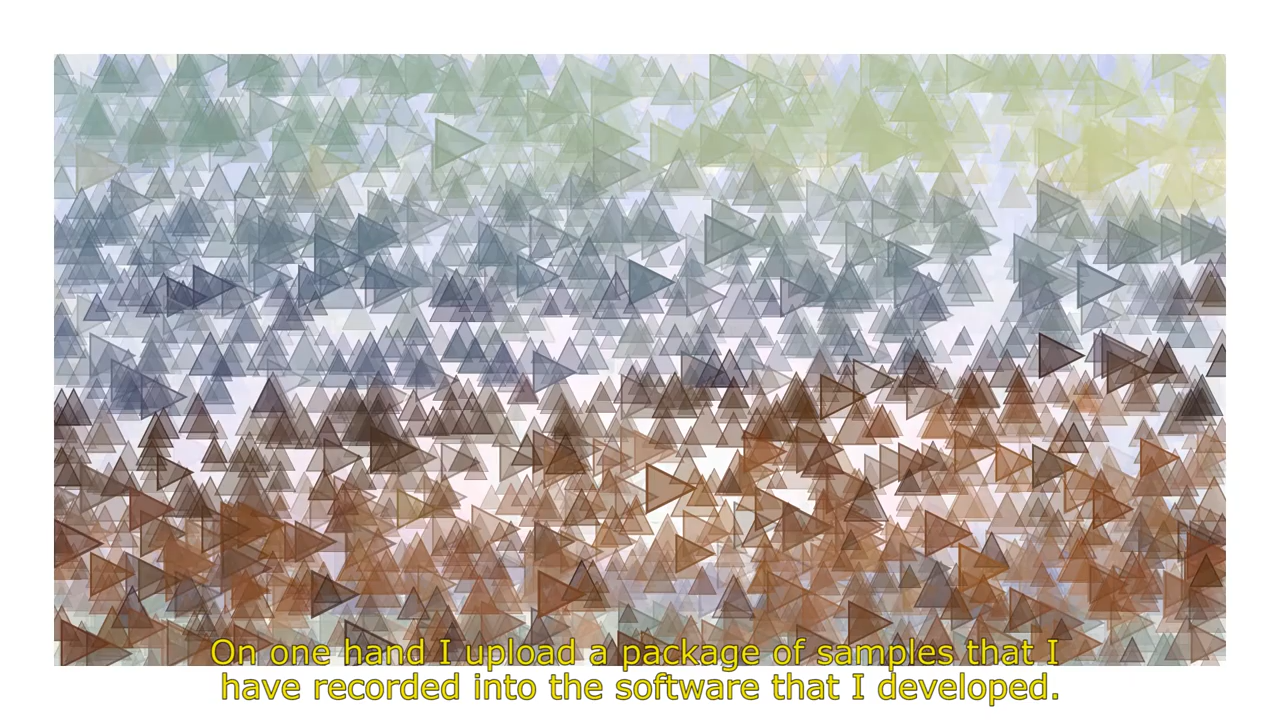 On one hand I upload a package of samples that I
have recorded into the software that I developed.